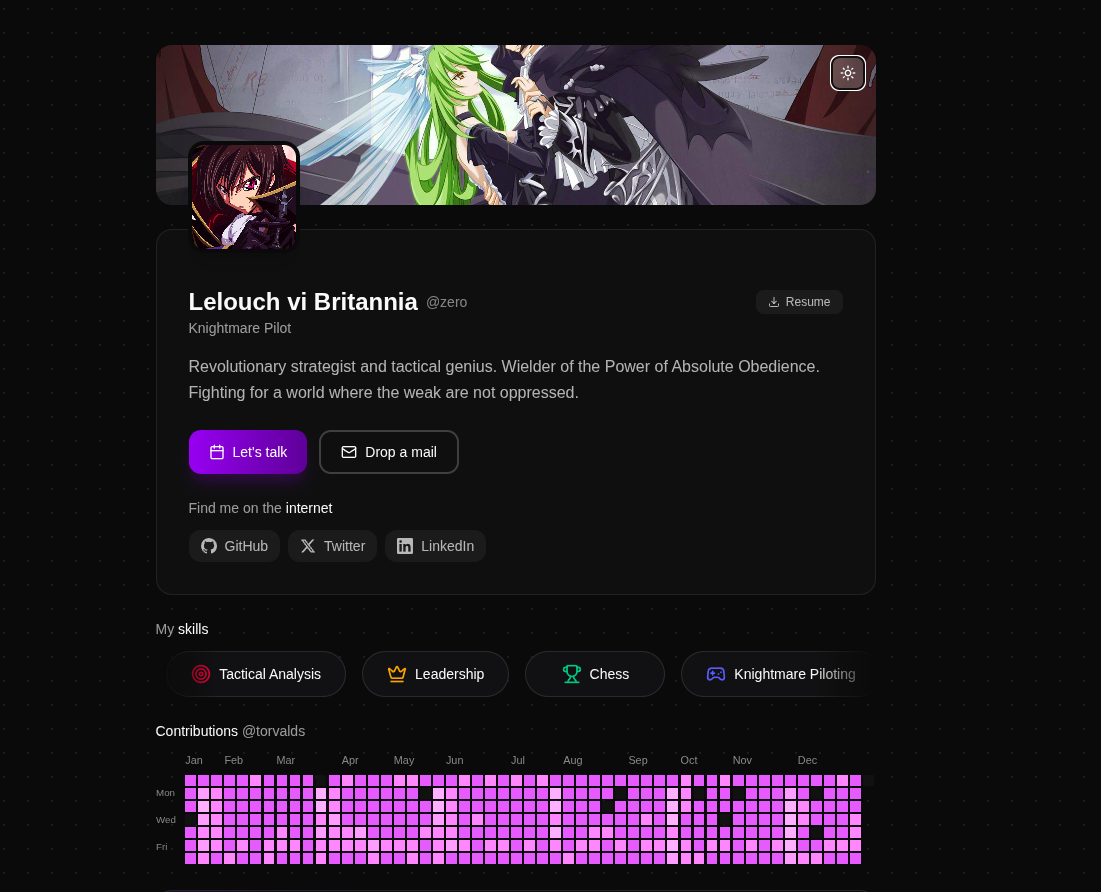 Lelouch vi Britannia @zero
Resume
Knightmare Pilot
Revolutionary strategist and tactical genius. Wielder of the Power of Absolute Obedience.
Fighting for a world where the weak are not oppressed.
Let's talk
Drop a mail
Find me on the internet
GitHub
Twitter
LinkedIn
My skills
Tactical Analysis
Leadership
Chess
Knightmare Piloting
Contributions @torvalds
Jan Feb Mar Apr May Jun Jul Aug Sep Oct Nov Dec
Mon
Wed
Fri